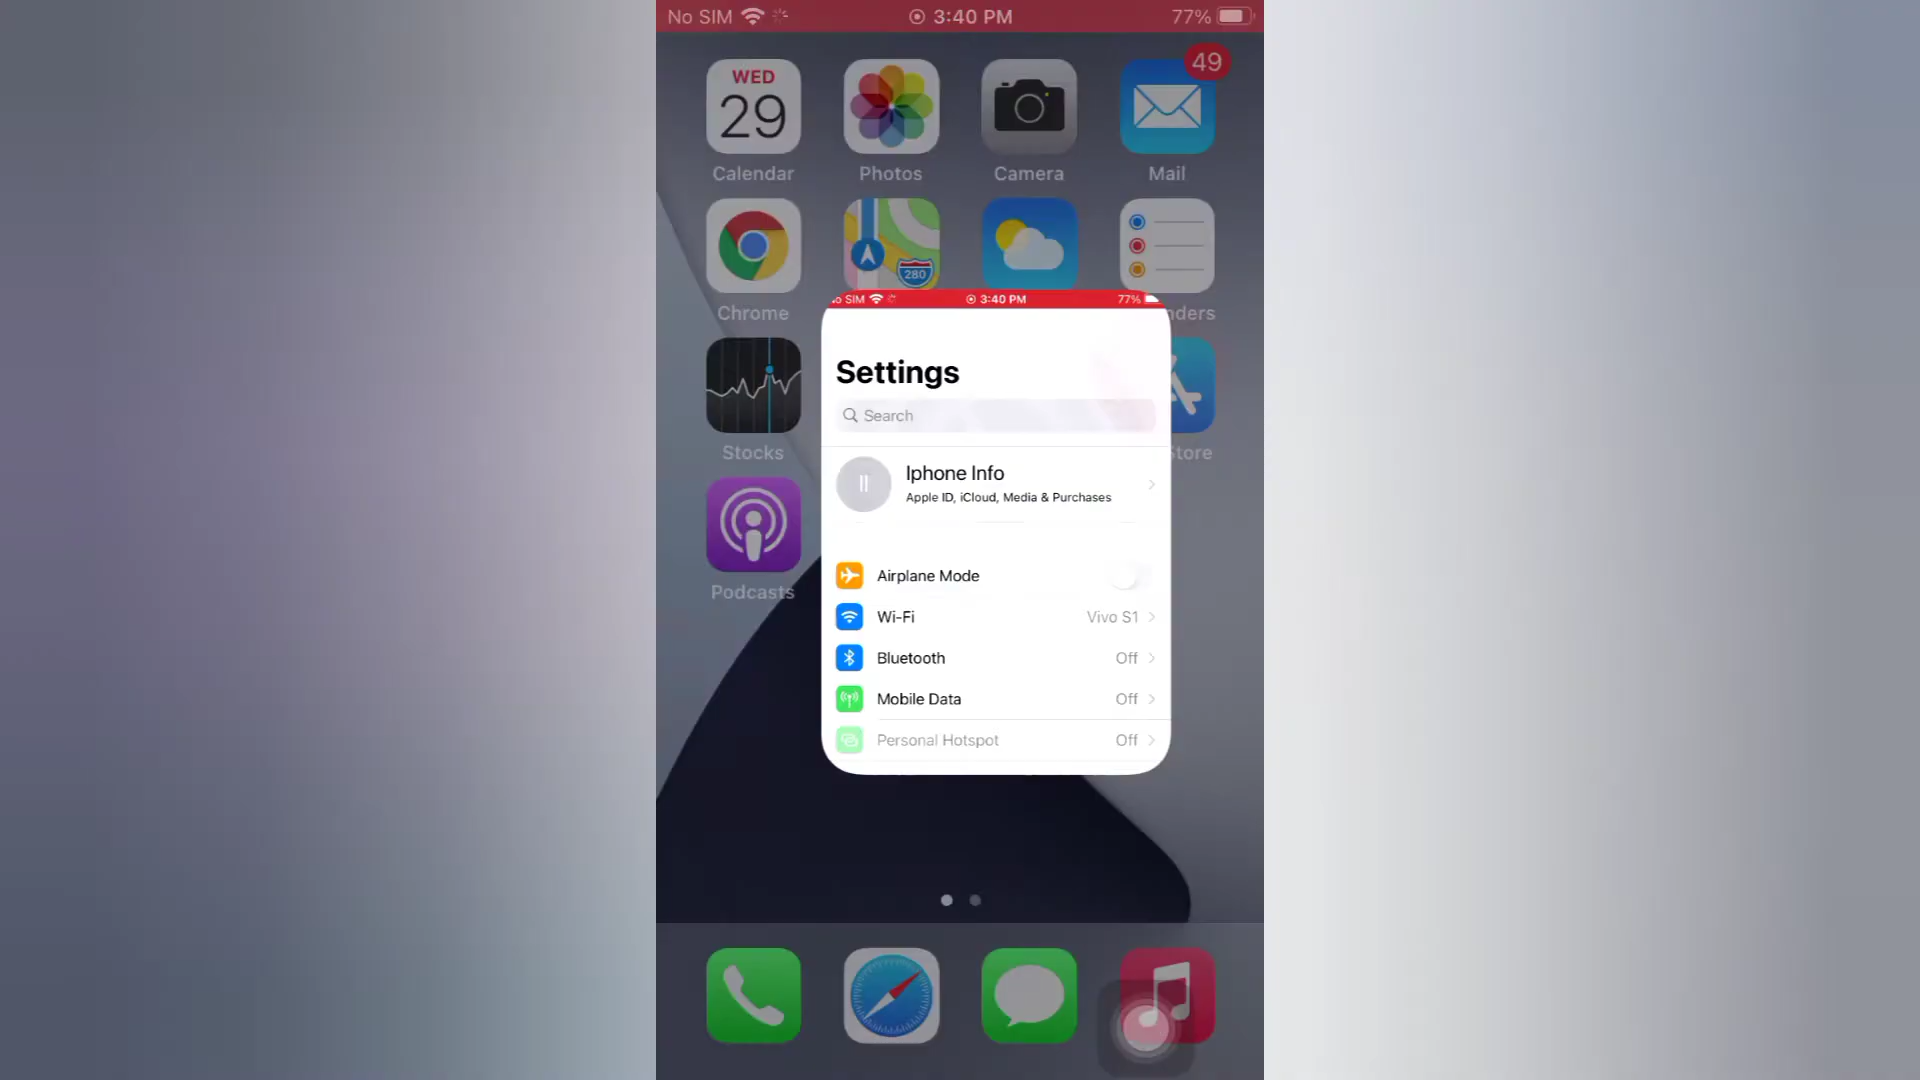 No SIM 3:40 PM 77%
WED
29
49
Calendar Photos Camera Mail
280
Chrome
SIM 3:40 PM 77%
Settings
Search
Stocks
Iphone Info
II
Apple ID, iCloud, Media & Purchases
Podcasts
Airplane Mode
Wi-Fi Vivo S1
Bluetooth Off
Mobile Data Off
Personal Hotspot Off